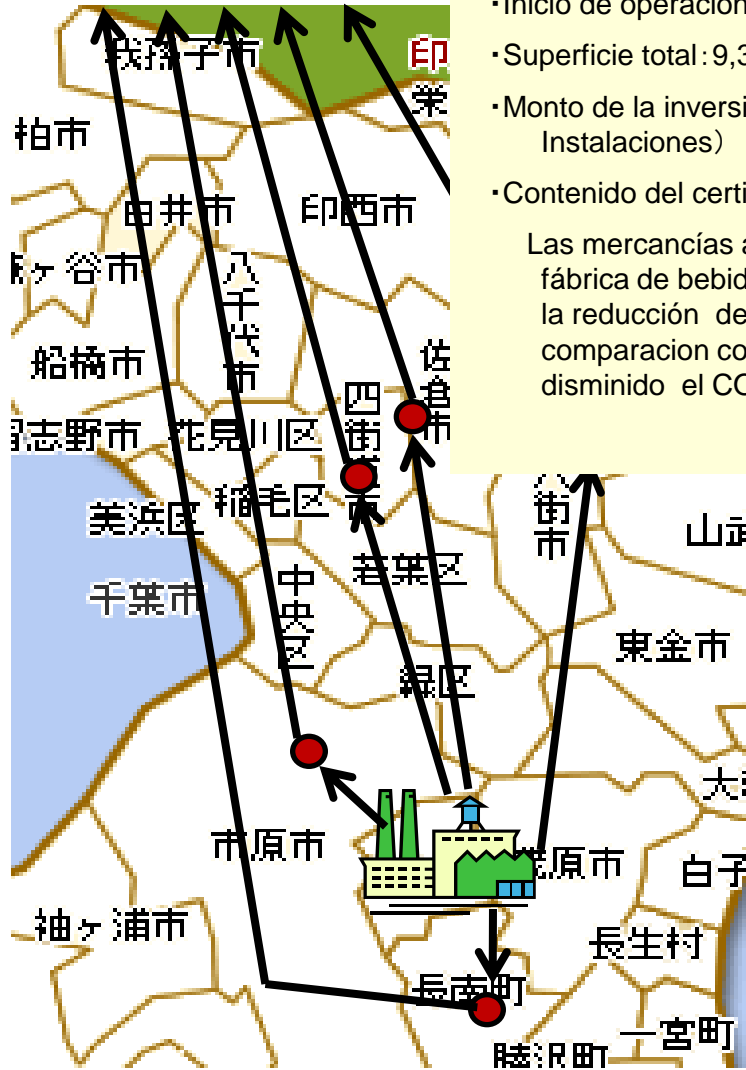 ・Inicio de operación
・Superficie total：9,3
・Monto de la inversi
Instalaciones）
・Contenido del certi
Las mercancías a
fábrica de bebid
la reducción de
comparacion co
disminido el CO
我孫子市
印
栄
柏市
白井市
印西市
ヶ谷市
八千代市
船橋市
佐倉市
四街道市
習志野市
花見川区
稲毛区
美浜区
八街市
山武
若葉区
千葉市
中央区
東金市
緑区
大
市原市
茂原市
白子
袖ヶ浦市
長生村
長南町
一宮町
睦沢町